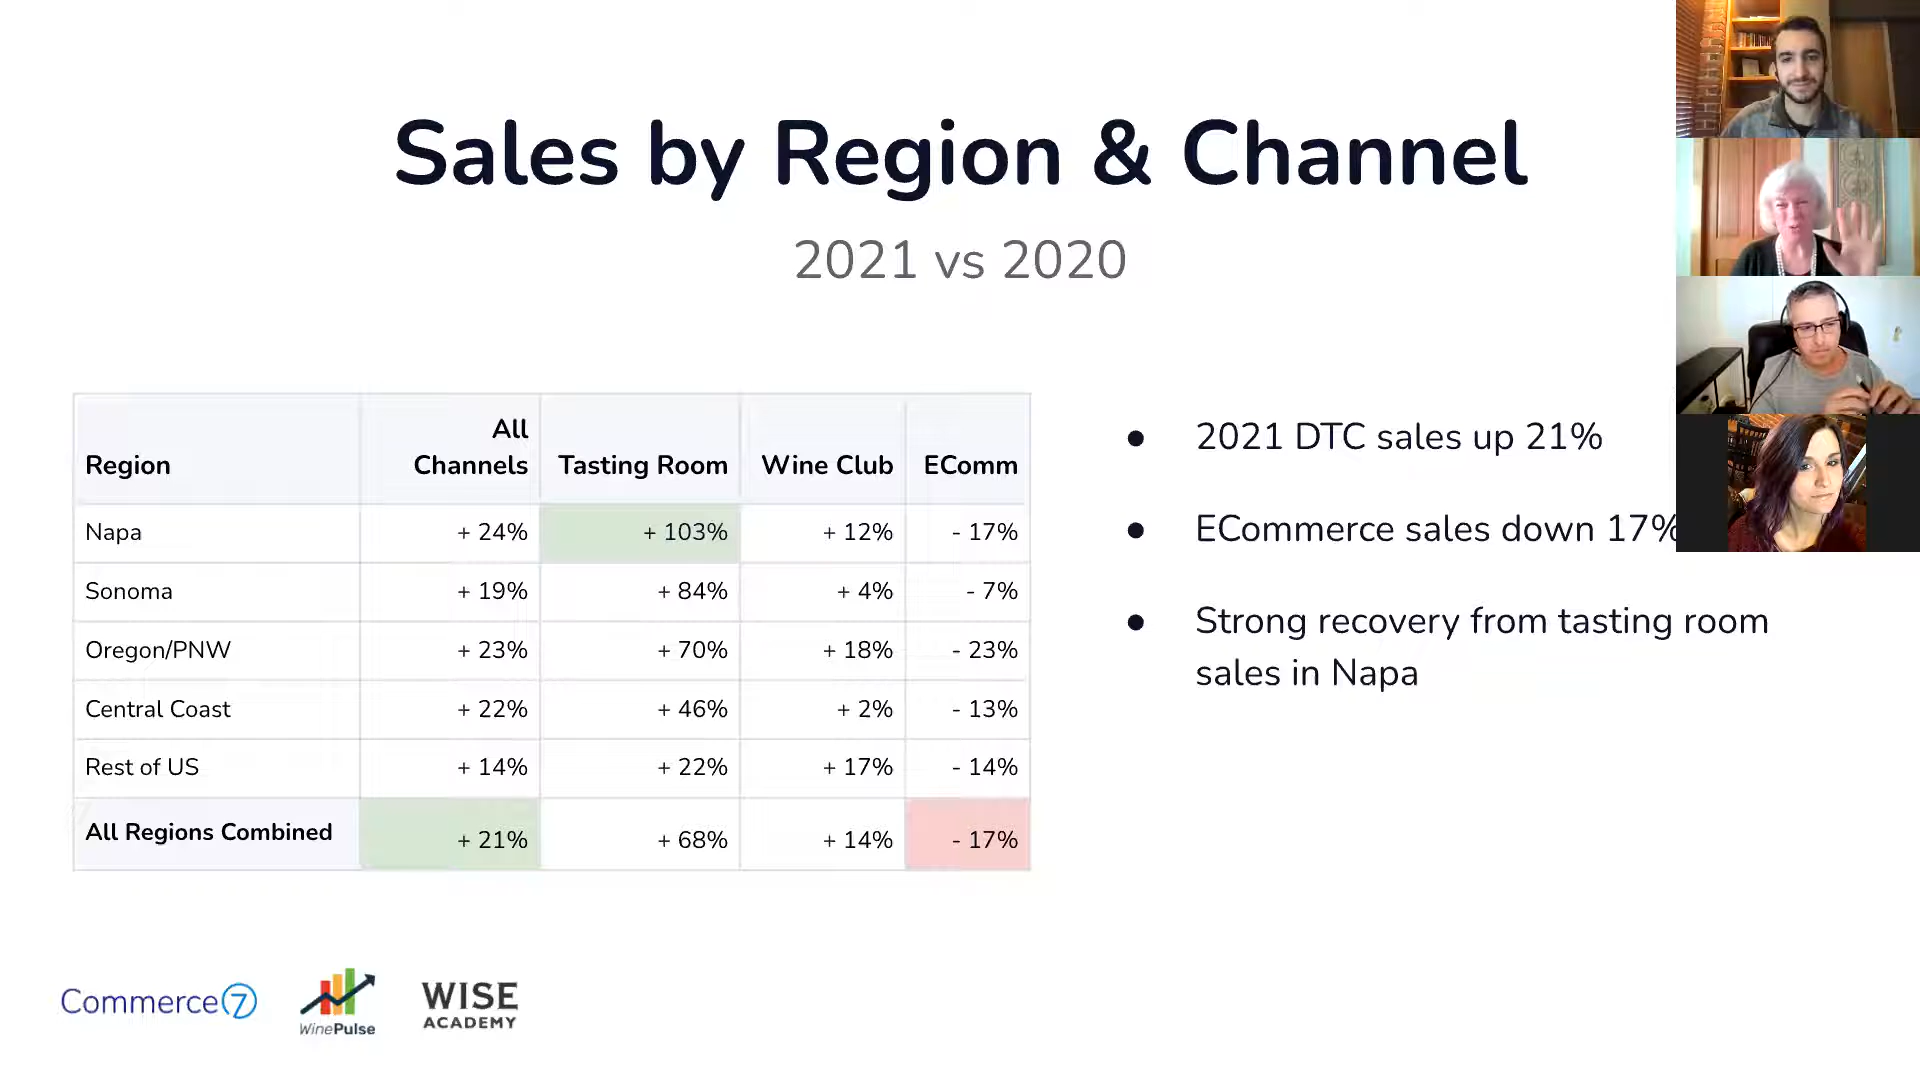 Sales by Region & Channel
2021 vs 2020
Region All Channels Tasting Room Wine Club EComm
Napa + 24% + 103% + 12% - 17%
Sonoma + 19% + 84% + 4% - 7%
Oregon/PNW + 23% + 70% + 18% - 23%
Central Coast + 22% + 46% + 2% - 13%
Rest of US + 14% + 22% + 17% - 14%
All Regions Combined + 21% + 68% + 14% - 17%
● 2021 DTC sales up 21%
● ECommerce sales down 17%
● Strong recovery from tasting room
sales in Napa
Commerce7
WinePulse
WISE
ACADEMY